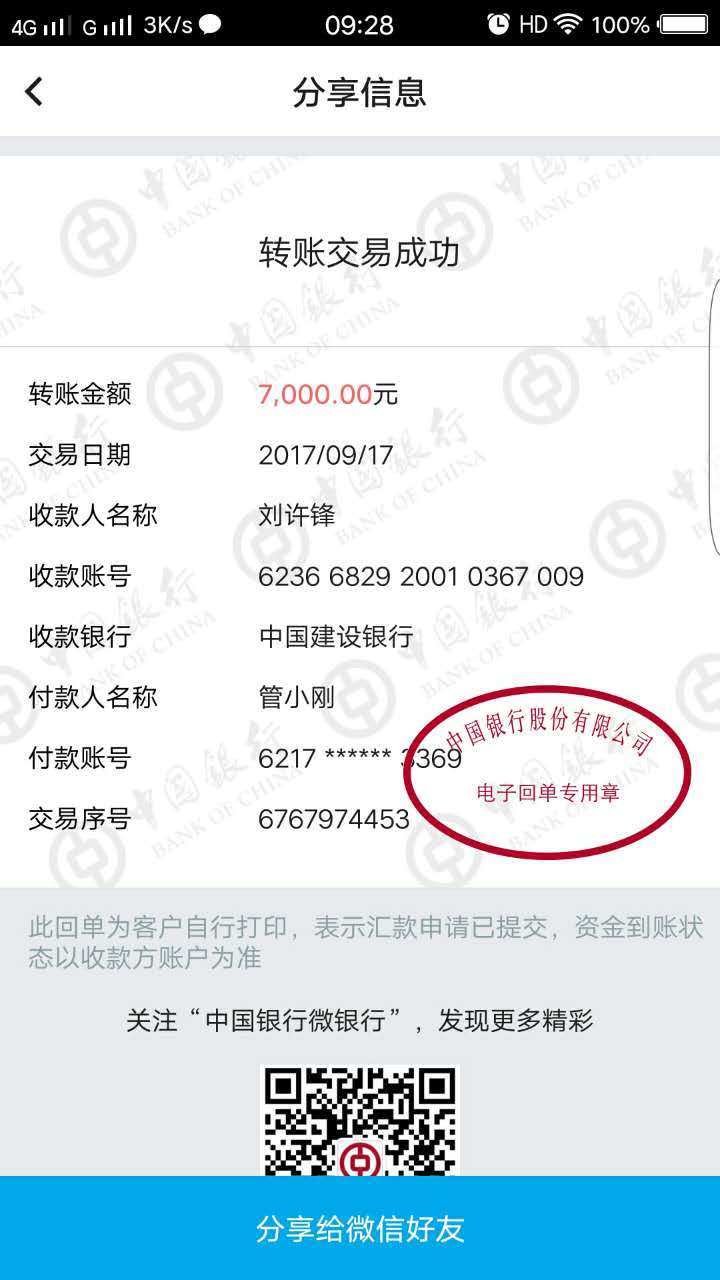 4G G 3K/s 09:28 HD 100%
分享信息
转账交易成功
转账金额 7,000.00元
交易日期 2017/09/17
收款人名称 刘许锋
收款账号 6236 6829 2001 0367 009
收款银行 中国建设银行
付款人名称 管小刚
付款账号 6217 ****** 3369
交易序号 6767974453
中国银行股份有限公司
电子回单专用章
中国银行
BANK OF CHINA
此回单为客户自行打印，表示汇款申请已提交，资金到账状
态以收款方账户为准
关注“中国银行微银行”，发现更多精彩
分享给微信好友